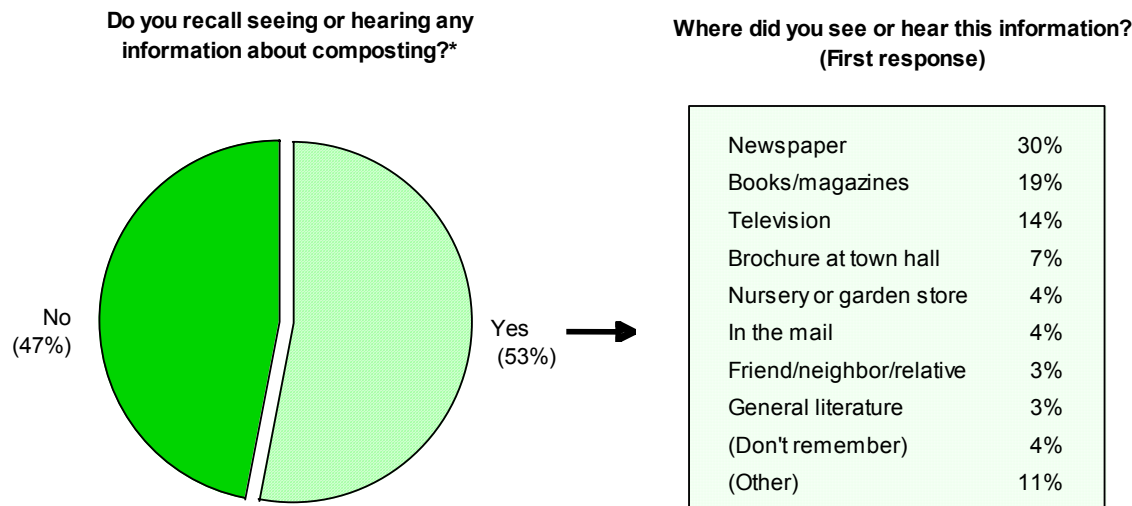 Do you recall seeing or hearing any
information about composting?*
No
(47%)
Yes
(53%)
Where did you see or hear this information?
(First response)
Newspaper 30%
Books/magazines 19%
Television 14%
Brochure at town hall 7%
Nursery or garden store 4%
In the mail 4%
Friend/neighbor/relative 3%
General literature 3%
(Don't remember) 4%
(Other) 11%